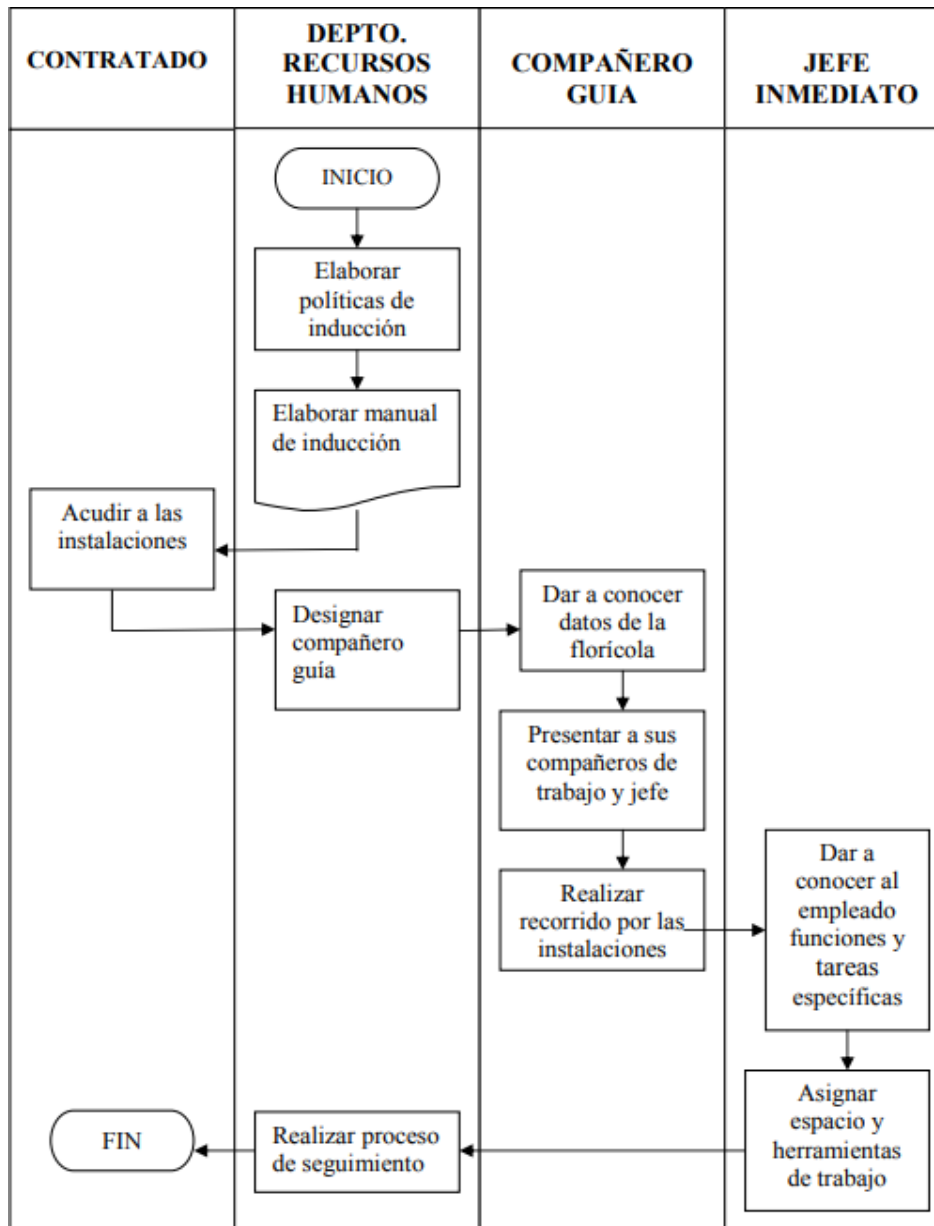 CONTRATADO
DEPTO.
RECURSOS
HUMANOS
COMPAÑERO
GUIA
JEFE
INMEDIATO
INICIO
Elaborar
políticas de
inducción
Elaborar manual
de inducción
Acudir a las
instalaciones
Designar
compañero
guía
Dar a conocer
datos de la
florícola
Presentar a sus
compañeros de
trabajo y jefe
Realizar
recorrido por las
instalaciones
Dar a
conocer al
empleado
funciones y
tareas
específicas
Asignar
espacio y
herramientas
de trabajo
Realizar proceso
de seguimiento
FIN